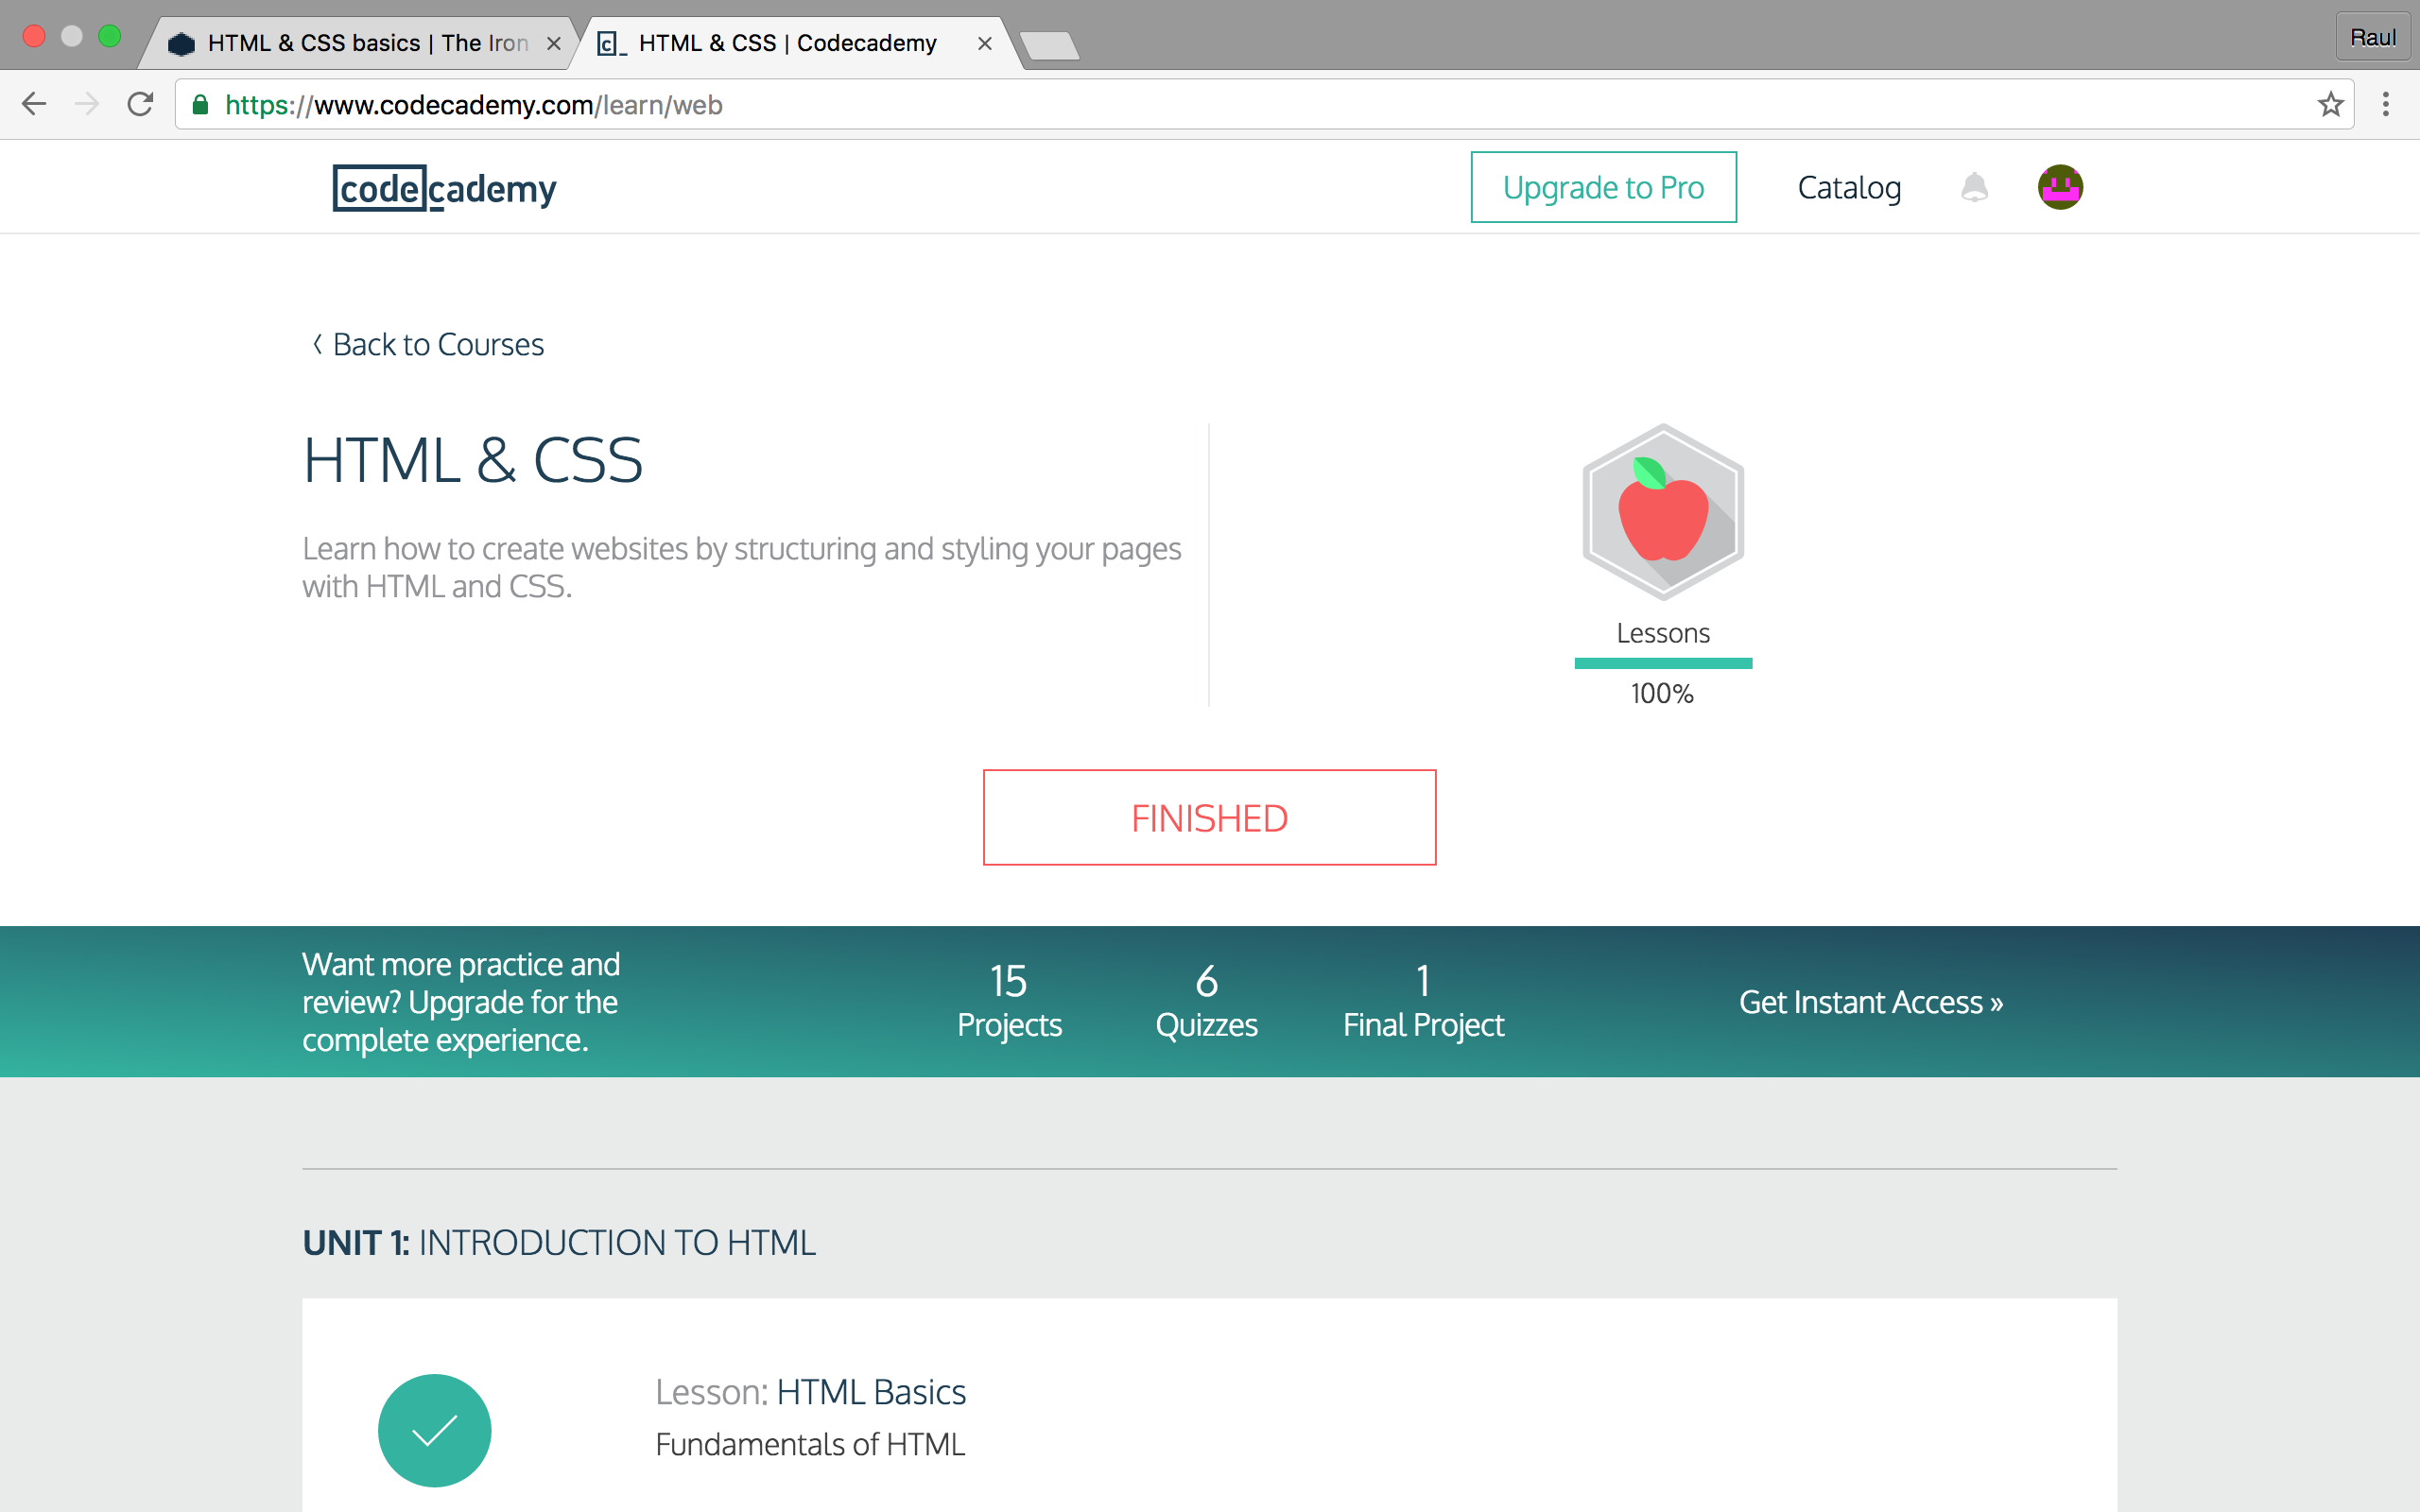 HTML & CSS basics | The Iron
HTML & CSS | Codecademy
Raul
https://www.codecademy.com/learn/web
codecademy
Upgrade to Pro
Catalog
Back to Courses
HTML & CSS
Learn how to create websites by structuring and styling your pages
with HTML and CSS.
Lessons
100%
FINISHED
Want more practice and
review? Upgrade for the
complete experience.
15
Projects
6
Quizzes
1
Final Project
Get Instant Access »
UNIT 1: INTRODUCTION TO HTML
Lesson: HTML Basics
Fundamentals of HTML